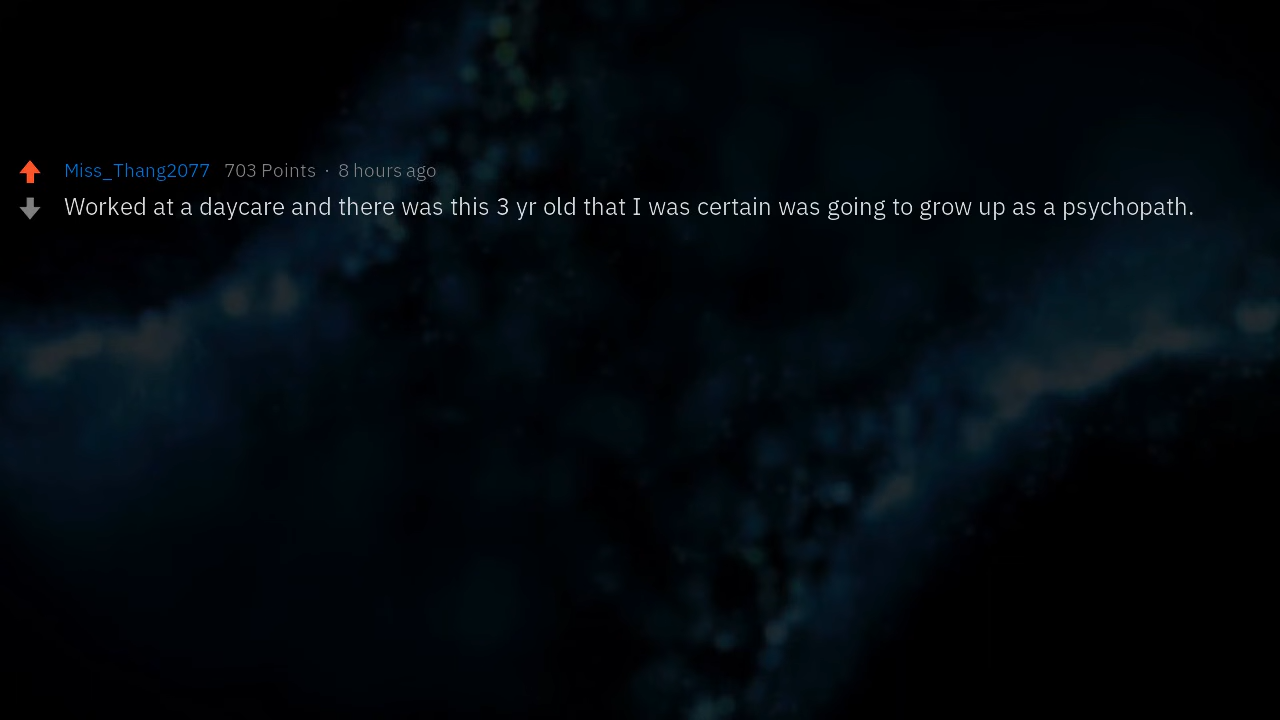 Miss_Thang2077 703 Points · 8 hours ago
Worked at a daycare and there was this 3 yr old that I was certain was going to grow up as a psychopath.